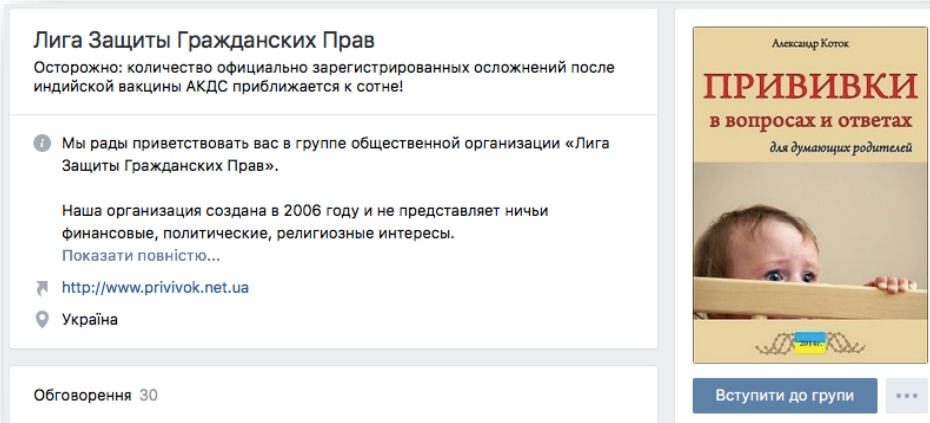 Лига Защиты Гражданских Прав
Осторожно: количество официально зарегистрированных осложнений после
индийской вакцины АКДС приближается к сотне!
Мы рады приветствовать вас в группе общественной организации «Лига
Защиты Гражданских Прав».
Наша организация создана в 2006 году и не представляет ничьи
финансовые, политические, религиозные интересы.
Показати повністю...
http://www.privivok.net.ua
Україна
Обговорення 30
Александр Коток
ПРИВИВКИ
в вопросах и ответах
для думающих родителей
2014г.
Вступити до групи